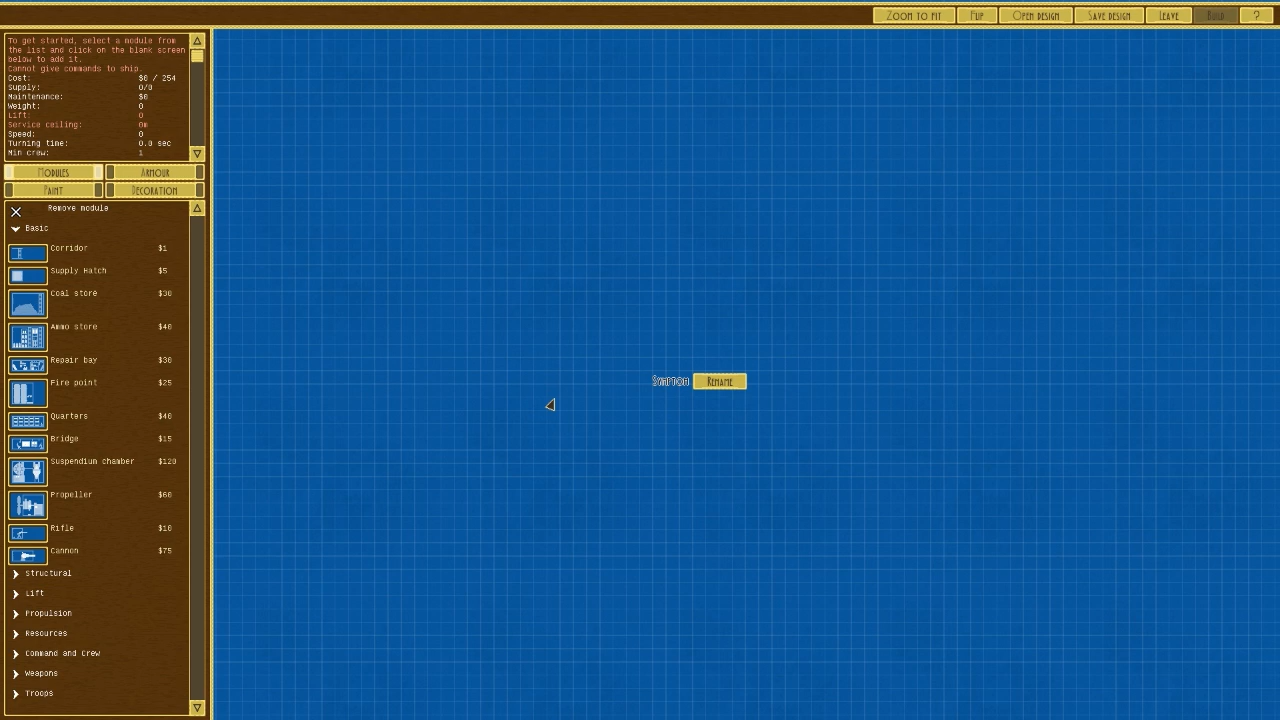 Zoom to fit Flip Open design Save design Leave Build ?
To get started, select a module from
the list and click on the blank screen
below to add it.
Cannot give commands to ship.
Cost: $0 / 254
Supply: 0/0
Maintenance: $0
Weight: 0
Lift: 0
Service ceiling: 0m
Speed: 0
Turning time: 0.0 sec
Min crew: 1
Modules Armour
Paint Decoration
Remove module
Basic
Corridor $1
Supply Hatch $5
Coal store $30
Ammo store $40
Repair bay $30
Fire point $25
Quarters $40
Bridge $15
Suspendium chamber $120
Propeller $60
Rifle $10
Cannon $75
Structural
Lift
Propulsion
Resources
Command and Crew
Weapons
Troops
Symptom Rename